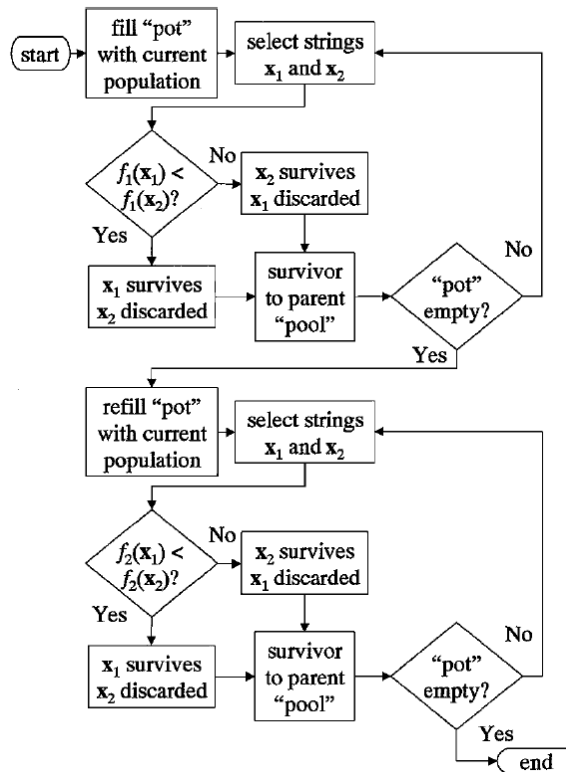 start
fill “pot”
with current
population
select strings
x₁ and x₂
f₁(x₁) <
f₁(x₂)?
No
x₂ survives
x₁ discarded
Yes
x₁ survives
x₂ discarded
survivor
to parent
“pool”
“pot”
empty?
No
Yes
refill “pot”
with current
population
select strings
x₁ and x₂
f₂(x₁) <
f₂(x₂)?
No
x₂ survives
x₁ discarded
Yes
x₁ survives
x₂ discarded
survivor
to parent
“pool”
“pot”
empty?
No
Yes
end